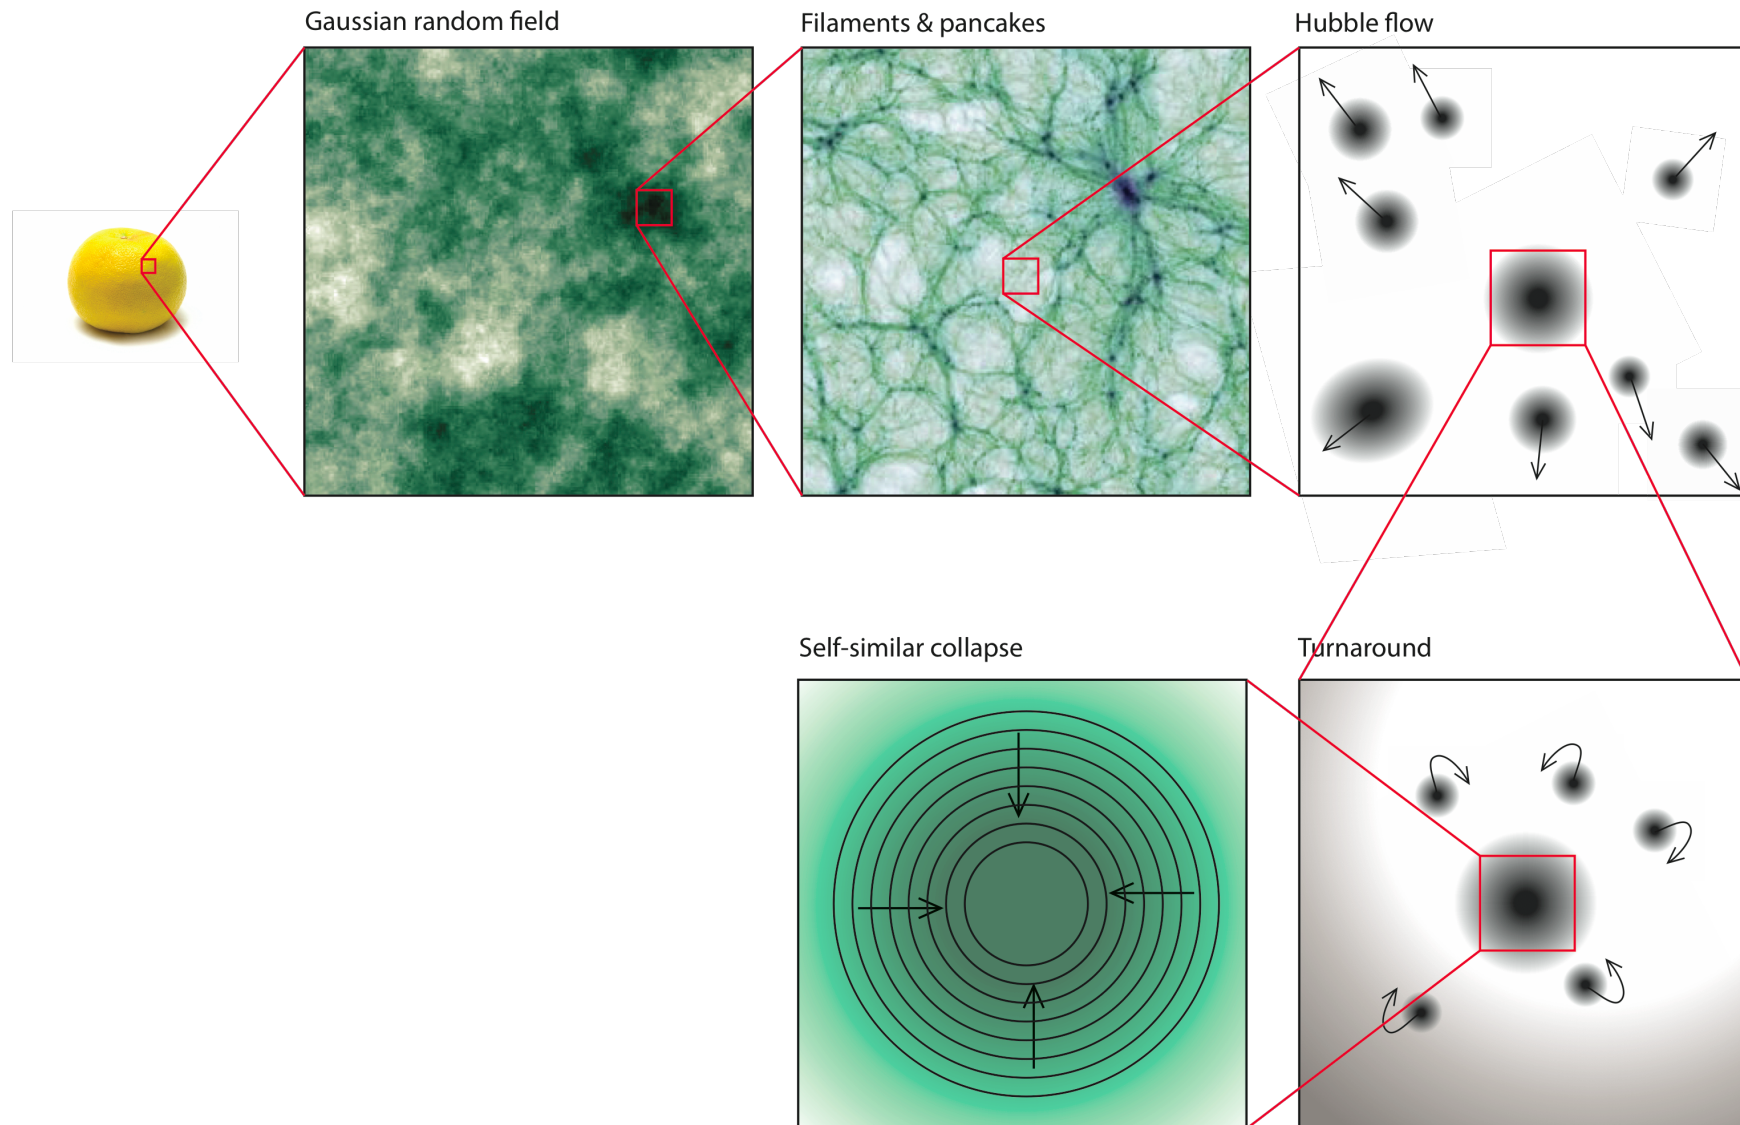 Gaussian random field
Filaments & pancakes
Hubble flow
Self-similar collapse
Turnaround